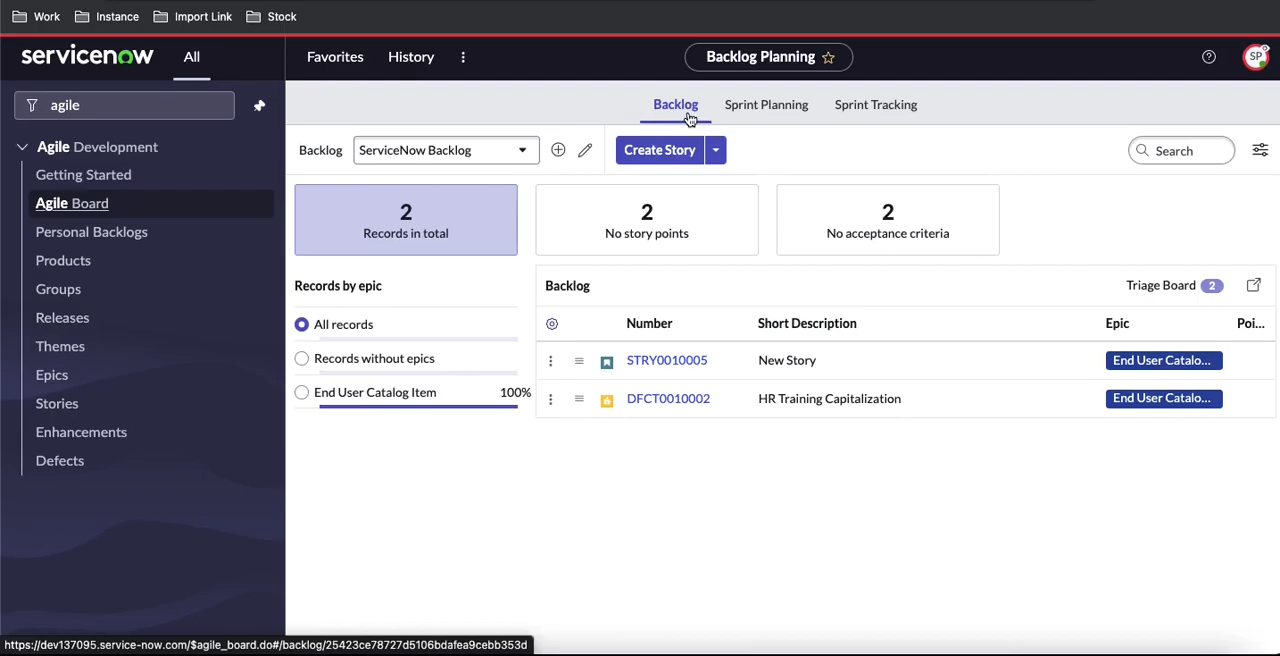 Work Instance Import Link Stock
servicenow All Favorites History Backlog Planning SP
agile
Backlog Sprint Planning Sprint Tracking
Agile Development
Getting Started
Agile Board
Personal Backlogs
Products
Groups
Releases
Themes
Epics
Stories
Enhancements
Defects
Backlog ServiceNow Backlog Create Story Search
2
Records in total
2
No story points
2
No acceptance criteria
Records by epic
All records
Records without epics
End User Catalog Item 100%
Backlog Triage Board 2
Number Short Description Epic Poi...
STRY0010005 New Story End User Catalo...
DFCT0010002 HR Training Capitalization End User Catalo...
https://dev137095.service-now.com/$agile_board.do#/backlog/25423ce78727d5106bdafea9cebb353d